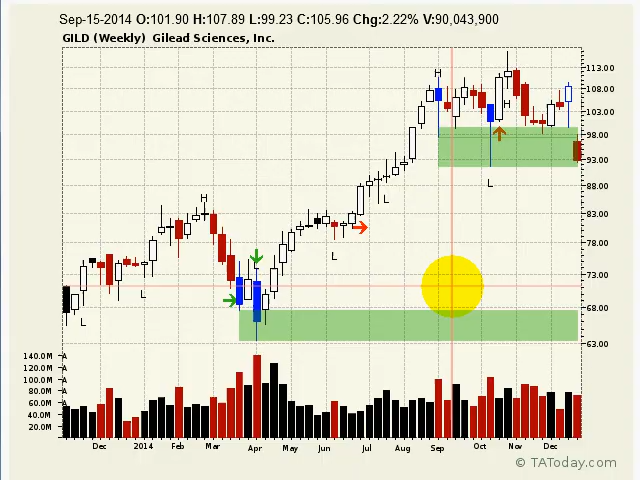 Sep-15-2014 O:101.90 H:107.89 L:99.23 C:105.96 Chg:2.22% V:90,043,900
GILD (Weekly) Gilead Sciences, Inc.
H
H
H
L
L
L
L
L
113.00
108.00
103.00
98.00
93.00
88.00
83.00
78.00
73.00
68.00
63.00
140.0M A
120.0M A
100.0M A
80.0M A
60.0M A
40.0M A
20.0M A
Dec 2014 Feb Mar Apr May Jun Jul Aug Sep Oct Nov Dec
© TAToday.com